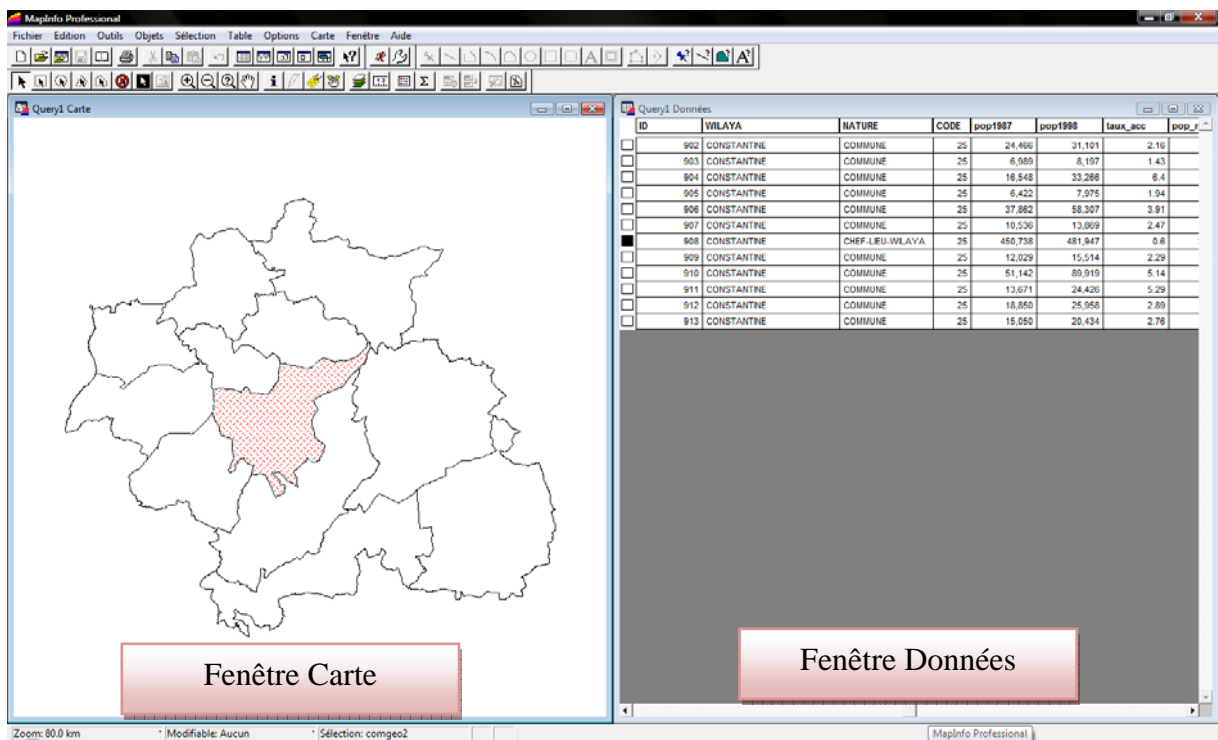 MapInfo Professional
Fichier Edition Outils Objets Sélection Table Options Carte Fenêtre Aide
Query1 Carte
Query1 Données
ID WILAYA NATURE CODE pop1987 pop1998 taux_acc
902 CONSTANTINE COMMUNE 25 24,466 31,101 2.16
903 CONSTANTINE COMMUNE 25 6,989 8,197 1.43
904 CONSTANTINE COMMUNE 25 16,548 33,266 6.4
905 CONSTANTINE COMMUNE 25 6,422 7,975 1.94
906 CONSTANTINE COMMUNE 25 37,862 58,307 3.91
907 CONSTANTINE COMMUNE 25 10,536 13,869 2.47
908 CONSTANTINE CHEF-LIEU-WILAYA 25 450,738 481,947 0.6
909 CONSTANTINE COMMUNE 25 12,029 15,514 2.29
910 CONSTANTINE COMMUNE 25 51,142 89,919 5.14
911 CONSTANTINE COMMUNE 25 13,671 24,426 5.29
912 CONSTANTINE COMMUNE 25 18,850 25,958 2.89
913 CONSTANTINE COMMUNE 25 15,050 20,434 2.76
Fenêtre Carte
Fenêtre Données
Zoom: 80.0 km Modifiable: Aucun Sélection: comgeo2
MapInfo Professional